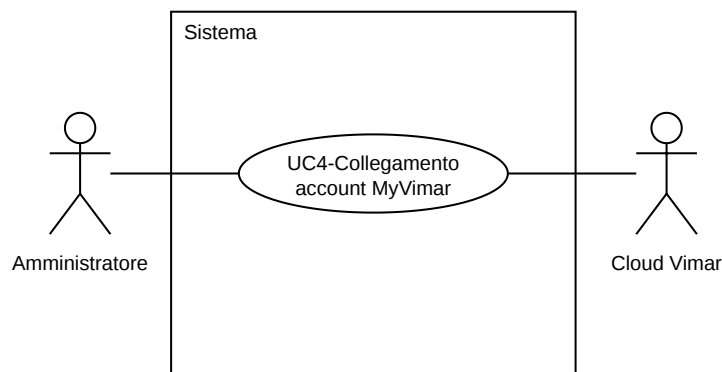 Sistema
UC4-Collegamento
account MyVimar
Amministratore
Cloud Vimar